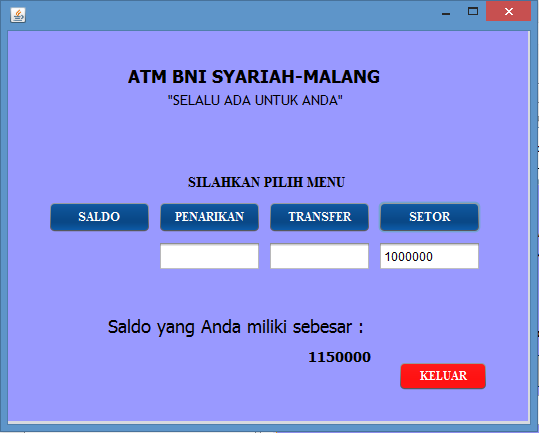 ATM BNI SYARIAH-MALANG
"SELALU ADA UNTUK ANDA"
SILAHKAN PILIH MENU
SALDO PENARIKAN TRANSFER SETOR
1000000
Saldo yang Anda miliki sebesar :
1150000
KELUAR